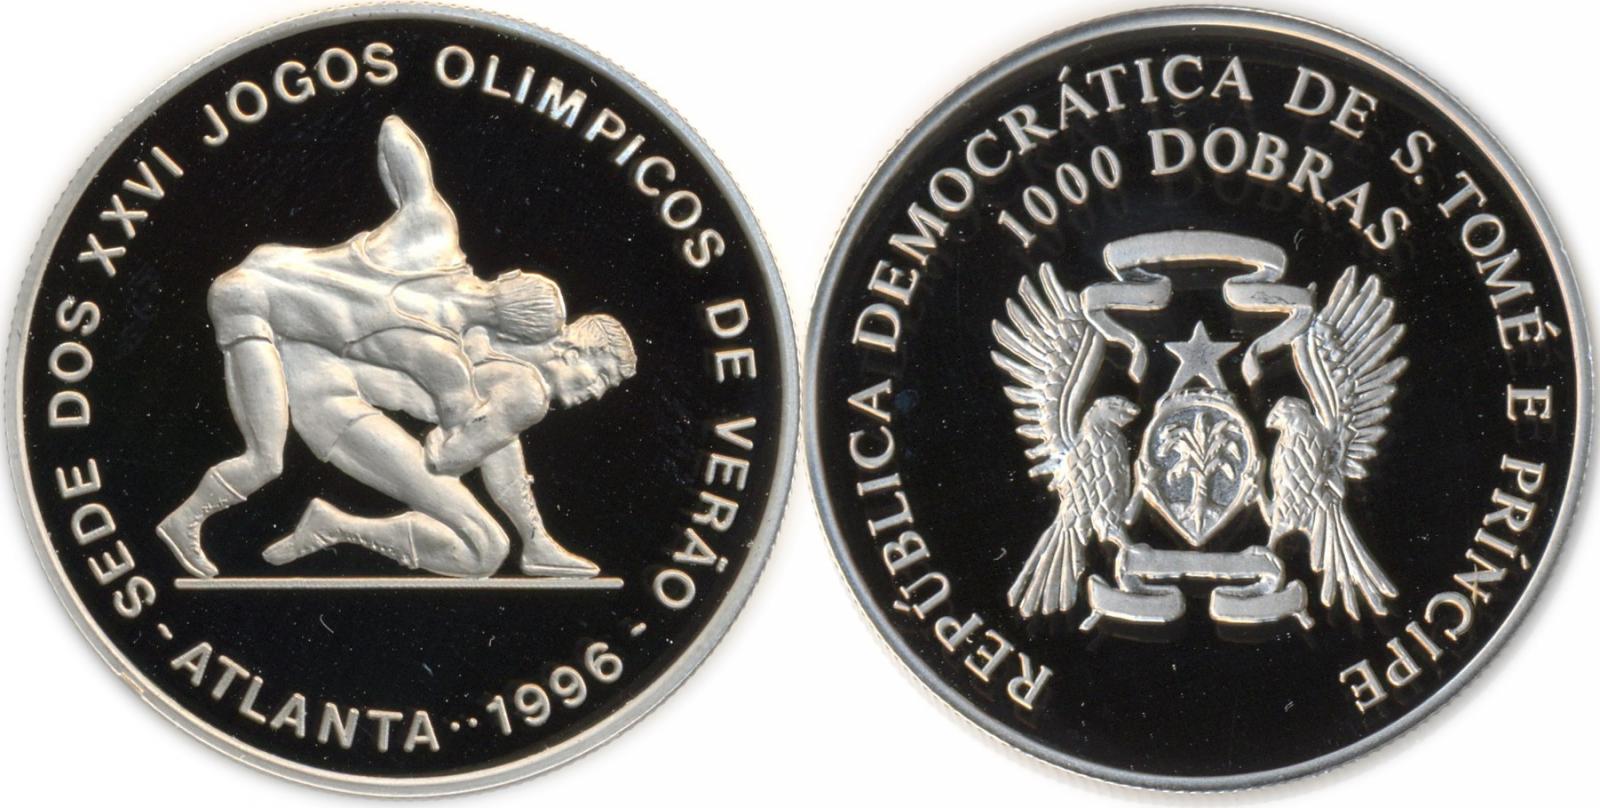 SEDE DOS XXVI JOGOS OLIMPICOS DE VERÃO
- ATLANTA · · 1996 -
REPÚBLICA DEMOCRÁTICA DE S. TOMÉ E PRÍNCIPE
1000 DOBRAS